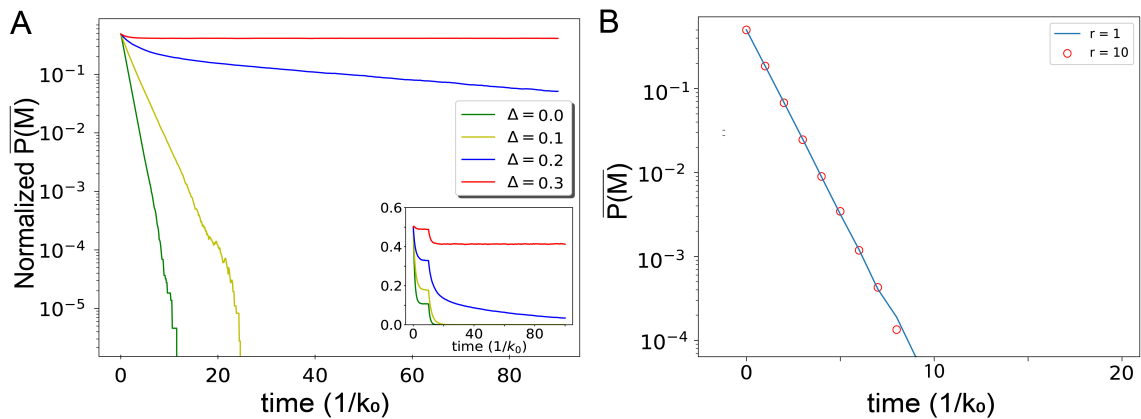 A
Normalized P(M)
10⁻¹
10⁻²
10⁻³
10⁻⁴
10⁻⁵
Δ = 0.0
Δ = 0.1
Δ = 0.2
Δ = 0.3
0.6
0.4
0.2
0.0
0 40 80
time (1/k₀)
0 20 40 60 80
time (1/k₀)
B
P(M)
10⁻¹
10⁻²
10⁻³
10⁻⁴
r = 1
r = 10
0 10 20
time (1/k₀)